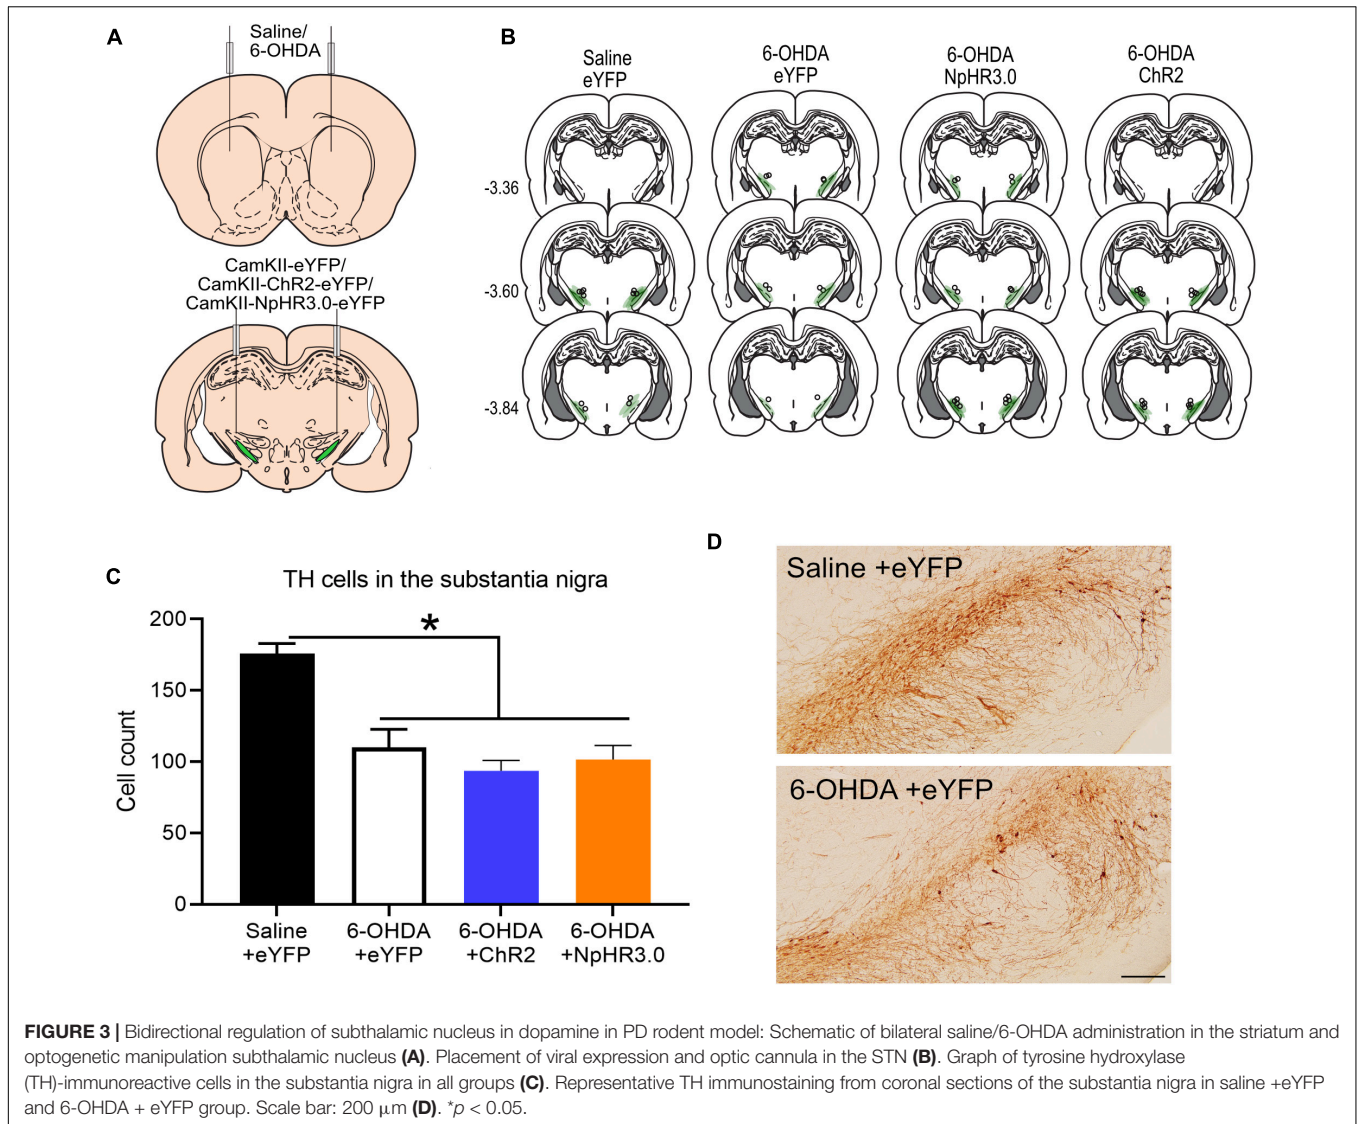 A
Saline/
6-OHDA
CamKII-eYFP/
CamKII-ChR2-eYFP/
CamKII-NpHR3.0-eYFP
B
Saline
eYFP
6-OHDA
eYFP
6-OHDA
NpHR3.0
6-OHDA
ChR2
-3.36
-3.60
-3.84
C
TH cells in the substantia nigra
Cell count
200
150
100
50
0
*
Saline
+eYFP
6-OHDA
+eYFP
6-OHDA
+ChR2
6-OHDA
+NpHR3.0
D
Saline +eYFP
6-OHDA +eYFP
FIGURE 3 | Bidirectional regulation of subthalamic nucleus in dopamine in PD rodent model: Schematic of bilateral saline/6-OHDA administration in the striatum and
optogenetic manipulation subthalamic nucleus (A). Placement of viral expression and optic cannula in the STN (B). Graph of tyrosine hydroxylase
(TH)-immunoreactive cells in the substantia nigra in all groups (C). Representative TH immunostaining from coronal sections of the substantia nigra in saline +eYFP
and 6-OHDA + eYFP group. Scale bar: 200 μm (D). *p < 0.05.